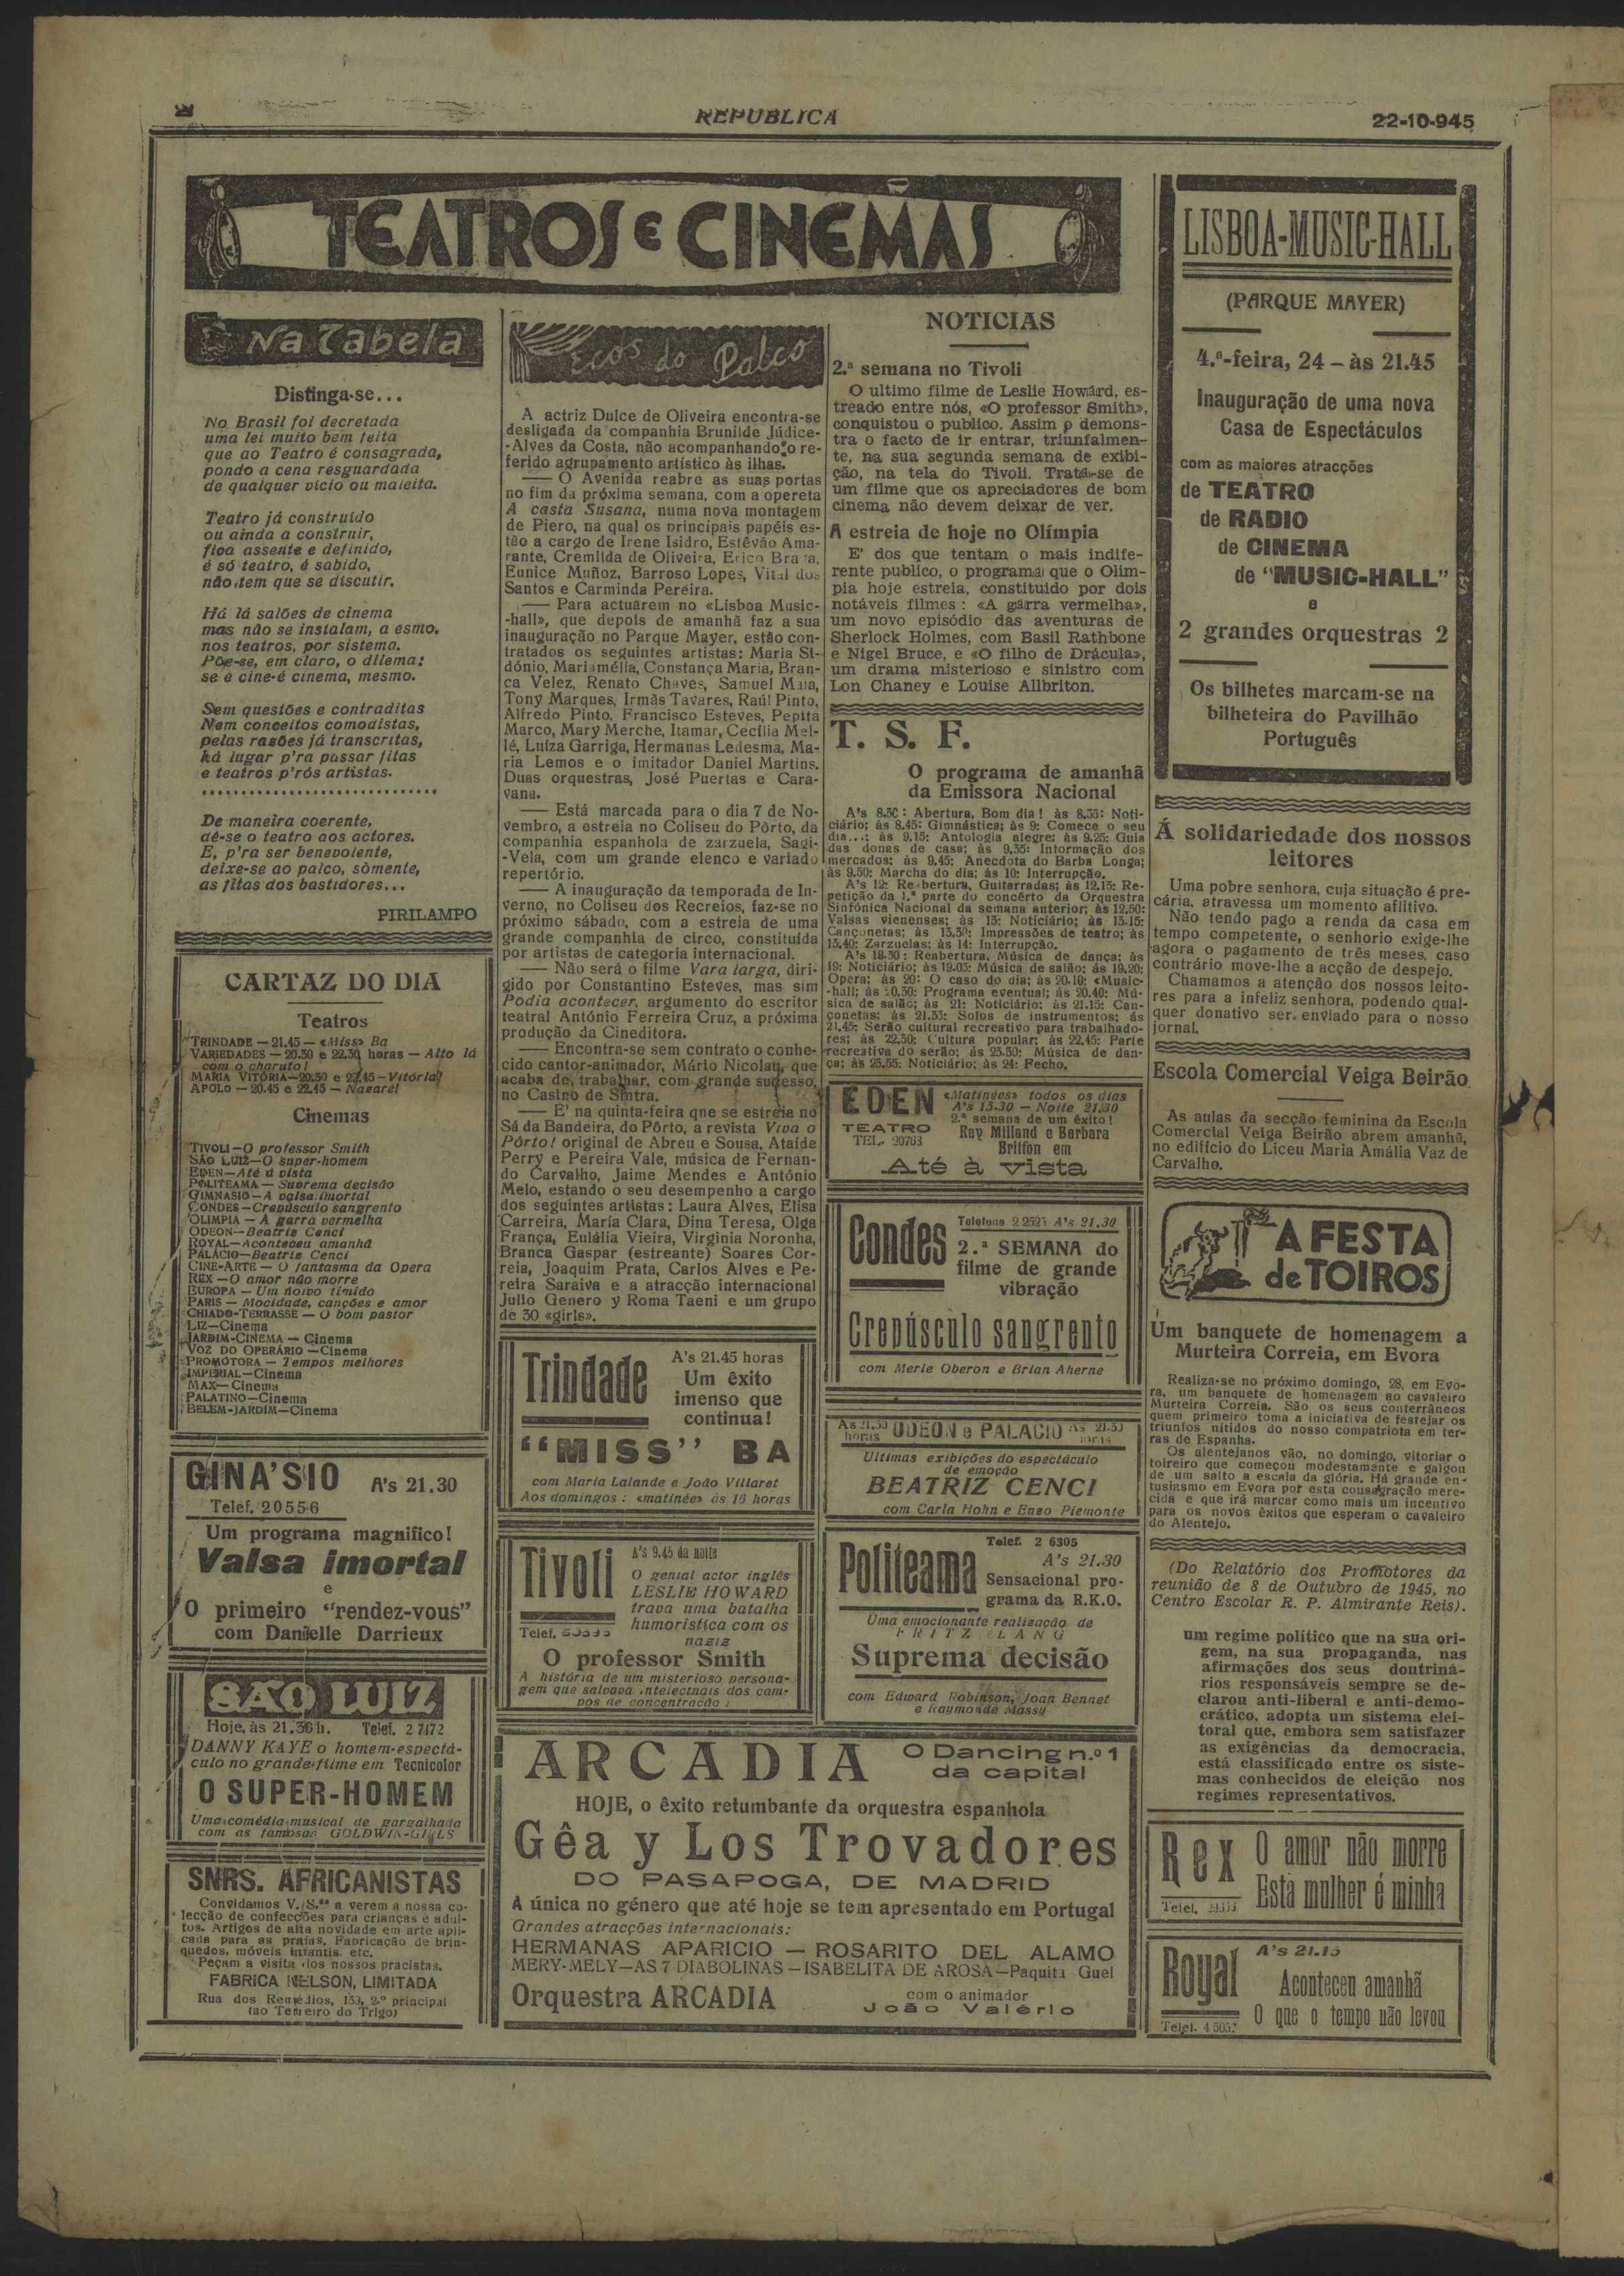 REPUBLICA
22-10-945
TEATROS E CINEMAS
Na Tabela
Distinga-se...
No Brasil foi decretada
uma lei muito bem feita
que ao Teatro é consagrada,
pondo a cena resguardada
de qualquer vicio ou maleita.
Teatro já construido
ou ainda a construir,
fica assente e definido,
é só teatro, é sabido,
não tem que se discutir.
Há lá salões de cinema
mas não se instalam, a esmo,
nos teatros, por sistema.
Põe-se, em claro, o dilema:
se é cine-é cinema, mesmo.
Sem questões e contraditas
Nem conceitos comodistas,
pelas rasões já transcritas,
há lugar p'ra passar fitas
e teatros p'rós artistas.
De maneira coerente,
dê-se o teatro aos actores.
E, p'ra ser benevolente,
deixe-se ao palco, sòmente,
as fitas dos bastidores...
PIRILAMPO
CARTAZ DO DIA
Teatros
TRINDADE — 21.45 — «Miss» Ba
VARIEDADES — 20.30 e 22.30 horas — Alto lá
com o charuto!
MARIA VITÓRIA—20.30 e 22.45 — Vitória!
APOLO — 20.45 e 22.45 — Nazaré!
Cinemas
TIVOLI—O professor Smith
SÃO LUIZ—O super-homem
EDEN—Até à vista
POLITEAMA — Suprema decisão
GIMNASIO — A valsa imortal
CONDES — Crepúsculo sangrento
OLIMPIA — A garra vermelha
ODEON—Beatriz Cenci
ROYAL—Aconteceu amanhã
PALÁCIO—Beatriz Cenci
CINE-ARTE — O fantasma da Opera
REX — O amor não morre
EUROPA — Um noivo timido
PARIS — Mocidade, canções e amor
CHIADO-TERRASSE — O bom pastor
LIZ—Cinema
JARDIM-CINEMA — Cinema
VOZ DO OPERÁRIO —Cinema
PROMOTORA — Tempos melhores
IMPERIAL—Cinema
MAX—Cinema
PALATINO—Cinema
BELEM-JARDIM—Cinema
GINA'SIO A's 21.30
Telef. 20556
Um programa magnifico!
Valsa imortal
e
O primeiro "rendez-vous"
com Danielle Darrieux
SÃO LUIZ
Hoje, às 21.30 h. Telef. 27172
DANNY KAYE o homem-espectá-
culo no grande filme em Tecnicolor
O SUPER-HOMEM
Uma comédia musical de gargalhada
com as famosas GOLDWIN-GIRLS
SNRS. AFRICANISTAS
Convidamos V. S.as a verem a nossa co-
lecção de confecções para crianças e adul-
tos. Artigos de alta novidade em arte apli-
cada para as praias. Fabricação de brin-
quedos, móveis infantis, etc.
Peçam a visita dos nossos pracistas.
FABRICA NELSON, LIMITADA
Rua dos Remédios, 153, 2.º principal
(ao Terreiro do Trigo)
Ecos do Palco
A actriz Dulce de Oliveira encontra-se
desligada da companhia Brunilde Júdice-
-Alves da Costa, não acompanhando o re-
ferido agrupamento artístico às ilhas.
— O Avenida reabre as suas portas
no fim da próxima semana, com a opereta
A casta Susana, numa nova montagem
de Piero, na qual os principais papéis es-
tão a cargo de Irene Isidro, Estêvão Ama-
rante, Cremilda de Oliveira, Erico Braga,
Eunice Muñoz, Barroso Lopes, Vital dos
Santos e Carminda Pereira.
— Para actuarem no «Lisboa Music-
-hall», que depois de amanhã faz a sua
inauguração no Parque Mayer, estão con-
tratados os seguintes artistas: Maria Si-
dónio, Mariamélia, Constança Maria, Bran-
ca Velez, Renato Chaves, Samuel Maia,
Tony Marques, Irmãs Tavares, Raúl Pinto,
Alfredo Pinto, Francisco Esteves, Pepita
Marco, Mary Merche, Itamar, Cecília Mel-
lé, Luiza Garriga, Hermanas Ledesma, Ma-
ria Lemos e o imitador Daniel Martins.
Duas orquestras, José Puertas e Cara-
vana.
— Está marcada para o dia 7 de No-
vembro, a estreia no Coliseu do Pôrto, da
companhia espanhola de zarzuela, Sagi-
-Vela, com um grande elenco e variado
repertório.
— A inauguração da temporada de In-
verno, no Coliseu dos Recreios, faz-se no
próximo sábado, com a estreia de uma
grande companhia de circo, constituída
por artistas de categoria internacional.
— Não será o filme Vara larga, diri-
gido por Constantino Esteves, mas sim
Podia acontecer, argumento do escritor
teatral António Ferreira Cruz, a próxima
produção da Cineditora.
— Encontra-se sem contrato o conhe-
cido cantor-animador, Mário Nicolau, que
acaba de trabalhar, com grande sucesso,
no Casino de Sintra.
— E' na quinta-feira que se estreia no
Sá da Bandeira, do Pôrto, a revista Viva o
Pôrto! original de Abreu e Sousa, Ataíde
Perry e Pereira Vale, música de Fernan-
do Carvalho, Jaime Mendes e António
Melo, estando o seu desempenho a cargo
dos seguintes artistas: Laura Alves, Elisa
Carreira, Maria Clara, Dina Teresa, Olga
França, Eulália Vieira, Virgínia Noronha,
Branca Gaspar (estreante) Soares Cor-
reia, Joaquim Prata, Carlos Alves e Pe-
reira Saraiva e a atracção internacional
Julio Genero y Roma Taeni e um grupo
de 30 «girls».
Trindade
A's 21.45 horas
Um êxito
imenso que
continua!
"MISS" BA
com Maria Lalande e João Villaret
Aos domingos: «matinée» às 16 horas
Tivoli
A's 9,45 da noite
O genial actor inglês
LESLIE HOWARD
trava uma batalha
humoristica com os
nazis
Telef.
O professor Smith
A história de um misterioso persona-
gem que salvava intelectuais dos cam-
pos de concentração!
NOTICIAS
2.ª semana no Tivoli
O ultimo filme de Leslie Howard, es-
treado entre nós, «O professor Smith»,
conquistou o publico. Assim o demons-
tra o facto de ir entrar, triunfalmen-
te, na sua segunda semana de exibi-
ção, na tela do Tivoli. Trata-se de
um filme que os apreciadores de bom
cinema não devem deixar de ver.
A estreia de hoje no Olímpia
E' dos que tentam o mais indife-
rente publico, o programa que o Olim-
pia hoje estreia, constituido por dois
notáveis filmes: «A garra vermelha»,
um novo episódio das aventuras de
Sherlock Holmes, com Basil Rathbone
e Nigel Bruce, e «O filho de Drácula»,
um drama misterioso e sinistro com
Lon Chaney e Louise Allbriton.
T. S. F.
O programa de amanhã
da Emissora Nacional
A's 8.30: Abertura, Bom dia! às 8.35: Noti-
ciário; às 8.45: Gimnástica; às 9: Comece o seu
dia...; às 9.15: Antologia alegre; às 9.25: Guia
das donas de casa; às 9.35: Informação dos
mercados; às 9.45: Anecdota do Barba Longa;
às 9.50: Marcha do dia; às 10: Interrupção.
A's 12: Reabertura, Guitarradas; às 12.15: Re-
petição da 1.ª parte do concêrto da Orquestra
Sinfónica Nacional da semana anterior; às 12.50:
Valsas vienenses; às 13: Noticiário; às 13.15:
Cançonetas; às 13.30: Impressões de teatro; às
13.40: Zarzuelas; às 14: Interrupção.
A's 18.30: Reabertura, Música de dança; às
19: Noticiário; às 19.05: Música de salão; às 19.20:
Opera; às 20: O caso do dia; às 20.10: «Music-
-hall; às 20.30: Programa eventual; às 20.40: Mú-
sica de salão; às 21: Noticiário; às 21.15: Can-
çonetas; às 21.35: Solos de instrumentos; às
21.45: Serão cultural recreativo para trabalhado-
res; às 22.30: Cultura popular; às 22.45: Parte
recreativa do serão; às 23.30: Música de dan-
ça; às 23.55: Noticiário; às 24: Fecho.
EDEN
TEATRO
TEL. 20768
«Matinées» todos os dias
A's 15.30 — Noite 21.30
2.ª semana de um êxito!
Ray Milland e Barbara
Britton em
Até à vista
Condes
Telefone 2 2523 A's 21.30
2.ª SEMANA do
filme de grande
vibração
Crepúsculo sangrento
com Merle Oberon e Brian Aherne
As 21.30 horas ODEON e PALACIO As 21.30 horas
Ultimas exibições do espectáculo
de emoção
BEATRIZ CENCI
com Carla Hohn e Enzo Piemonte
Politeama
Telef. 2 6305
A's 21.30
Sensacional pro-
grama da R.K.O.
Uma emocionante realização de
FRITZ LANG
Suprema decisão
com Edward Robinson, Joan Bennet
e Raymonde Massy
ARCADIA O Dancing n.º 1
da capital
HOJE, o êxito retumbante da orquestra espanhola
Gêa y Los Trovadores
DO PASAPOGA, DE MADRID
A única no género que até hoje se tem apresentado em Portugal
Grandes atracções internacionais:
HERMANAS APARICIO — ROSARITO DEL ALAMO
MERY-MELY—AS 7 DIABOLINAS—ISABELITA DE AROSA—Paquita Guel
Orquestra ARCADIA com o animador
João Valério
LISBOA-MUSIC-HALL
(PARQUE MAYER)
4.ª-feira, 24 – às 21.45
Inauguração de uma nova
Casa de Espectáculos
com as maiores atracções
de TEATRO
de RADIO
de CINEMA
de "MUSIC-HALL"
e
2 grandes orquestras 2
Os bilhetes marcam-se na
bilheteira do Pavilhão
Português
Á solidariedade dos nossos
leitores
Uma pobre senhora, cuja situação é pre-
cária, atravessa um momento aflitivo.
Não tendo pago a renda da casa em
tempo competente, o senhorio exige-lhe
agora o pagamento de três meses, caso
contrário move-lhe a acção de despejo.
Chamamos a atenção dos nossos leito-
res para a infeliz senhora, podendo qual-
quer donativo ser enviado para o nosso
jornal.
Escola Comercial Veiga Beirão
As aulas da secção feminina da Escola
Comercial Veiga Beirão abrem amanhã,
no edifício do Liceu Maria Amália Vaz de
Carvalho.
A FESTA
de TOIROS
Um banquete de homenagem a
Murteira Correia, em Evora
Realiza-se no próximo domingo, 28, em Evo-
ra, um banquete de homenagem ao cavaleiro
Murteira Correia. São os seus conterrâneos
quem primeiro toma a iniciativa de festejar os
triunfos nítidos do nosso compatriota em ter-
ras de Espanha.
Os alentejanos vão, no domingo, vitoriar o
toireiro que começou modestamente e galgou
de um salto a escala da glória. Há grande en-
tusiasmo em Evora por esta consagração mere-
cida e que irá marcar como mais um incentivo
para os novos êxitos que esperam o cavaleiro
do Alentejo.
(Do Relatório dos Promotores da
reunião de 8 de Outubro de 1945, no
Centro Escolar R. P. Almirante Reis).
um regime político que na sua ori-
gem, na sua propaganda, nas
afirmações dos seus doutriná-
rios responsáveis sempre se de-
clarou anti-liberal e anti-demo-
crático, adopta um sistema elei-
toral que, embora sem satisfazer
as exigências da democracia,
está classificado entre os siste-
mas conhecidos de eleição nos
regimes representativos.
Rex
Telef.
O amor não morre
Esta mulher é minha
Royal
Telef.
A's 21.15
Aconteceu amanhã
O que o tempo não levou